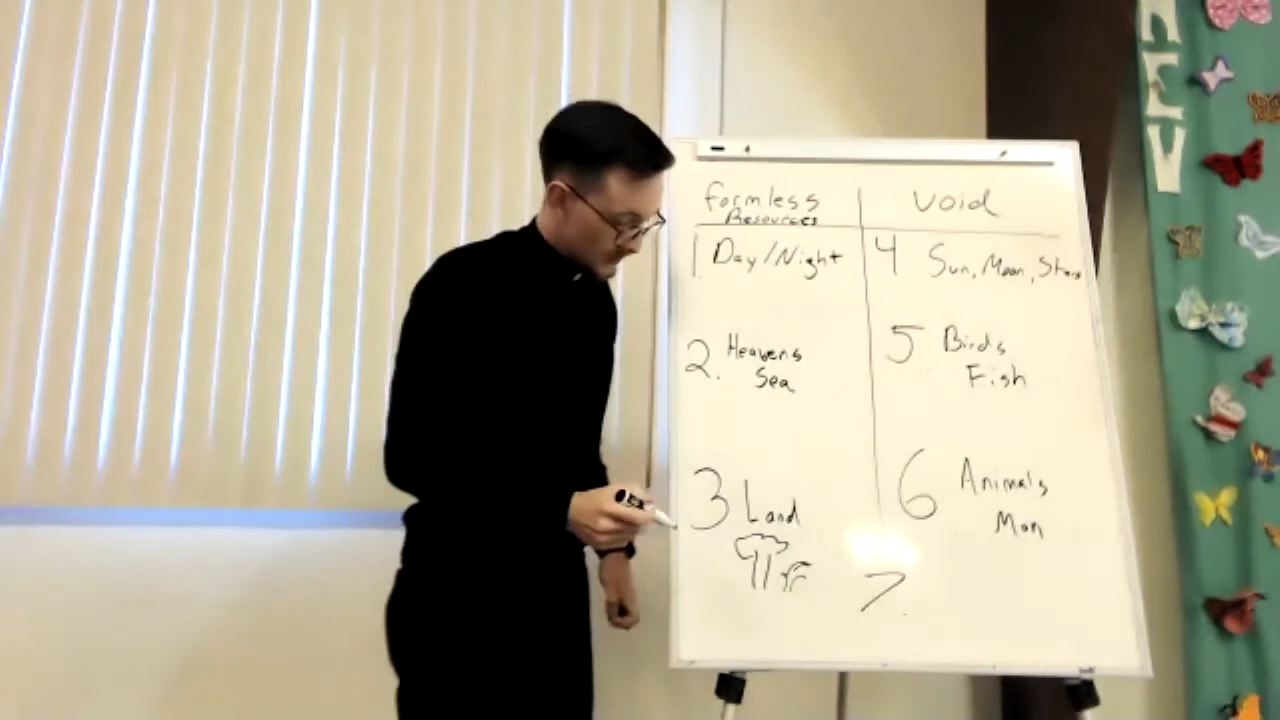 formless
Resources
Void
1. Day/Night
4 Sun, Moon, Stars
2. Heavens
Sea
5 Birds
Fish
3 Land
6 Animals
Man
7.